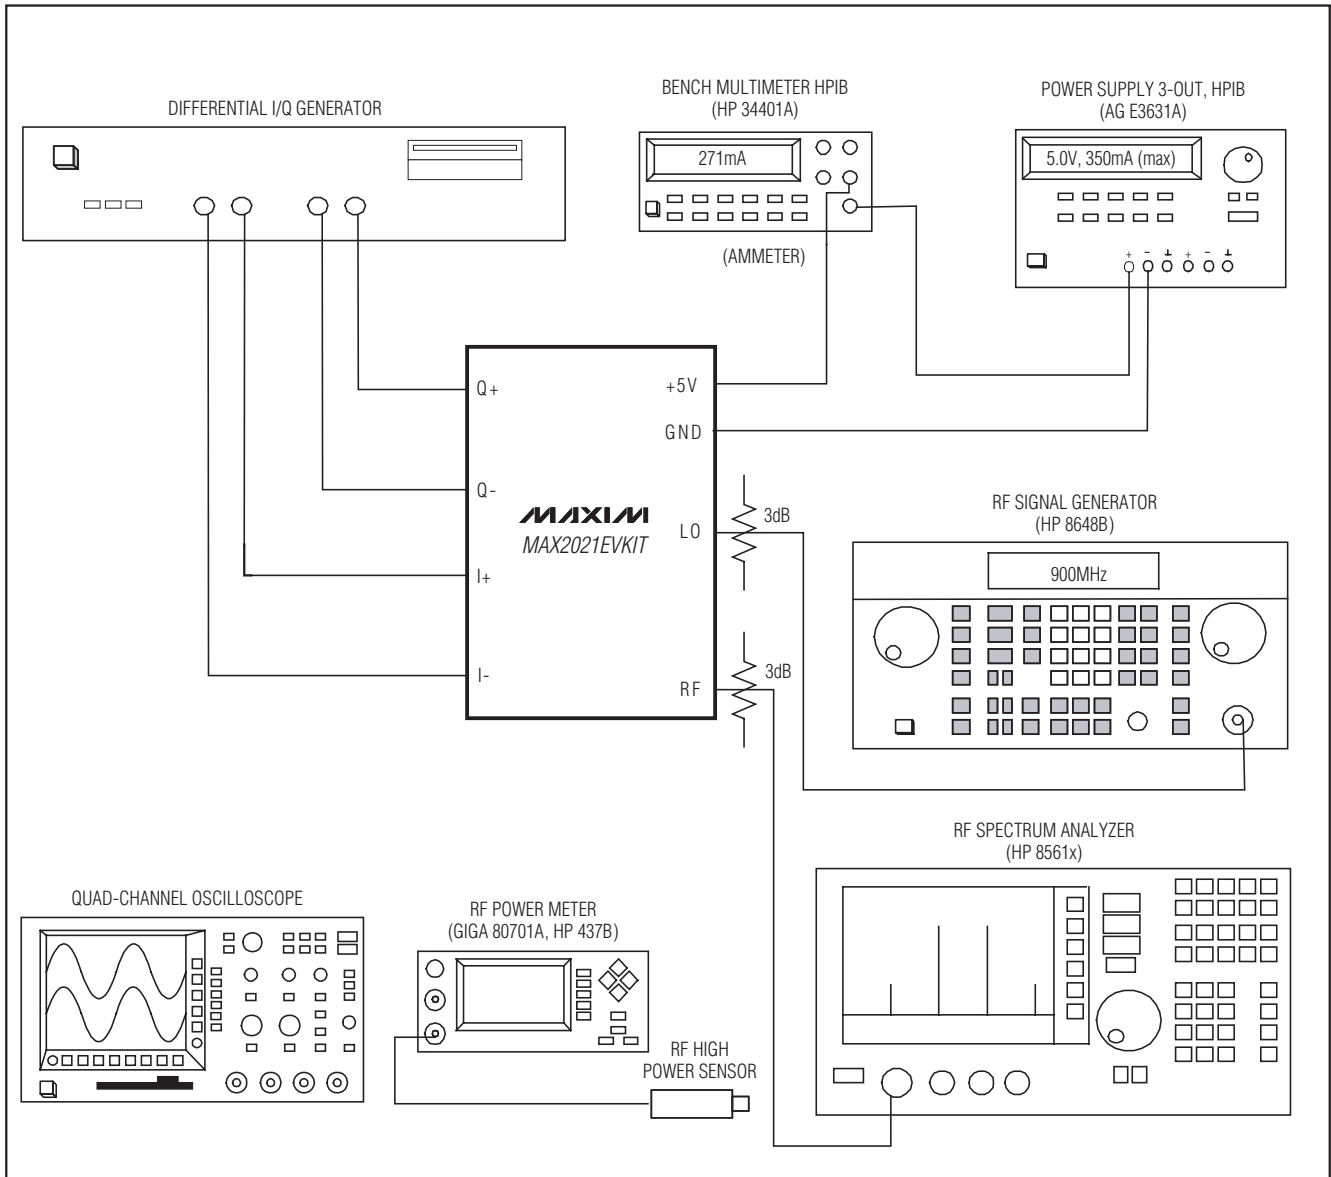 DIFFERENTIAL I/Q GENERATOR
BENCH MULTIMETER HPIB
(HP 34401A)
271mA
(AMMETER)
POWER SUPPLY 3-OUT, HPIB
(AG E3631A)
5.0V, 350mA (max)
+ - ⊥ + - ⊥
Q+
Q-
I+
I-
MAXIM
MAX2021EVKIT
+5V
GND
LO
RF
3dB
3dB
RF SIGNAL GENERATOR
(HP 8648B)
900MHz
RF SPECTRUM ANALYZER
(HP 8561x)
QUAD-CHANNEL OSCILLOSCOPE
RF POWER METER
(GIGA 80701A, HP 437B)
RF HIGH
POWER SENSOR